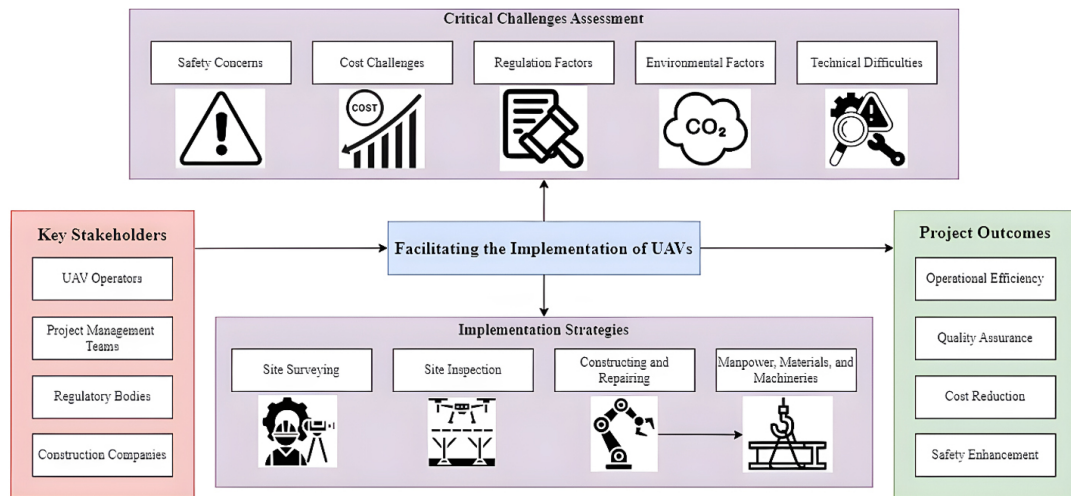 Critical Challenges Assessment
Safety Concerns
Cost Challenges
Regulation Factors
Environmental Factors
Technical Difficulties
COST
CO₂
Key Stakeholders
UAV Operators
Project Management
Teams
Regulatory Bodies
Construction Companies
Facilitating the Implementation of UAVs
Implementation Strategies
Site Surveying
Site Inspection
Constructing and
Repairing
Manpower, Materials, and
Machineries
Project Outcomes
Operational Efficiency
Quality Assurance
Cost Reduction
Safety Enhancement